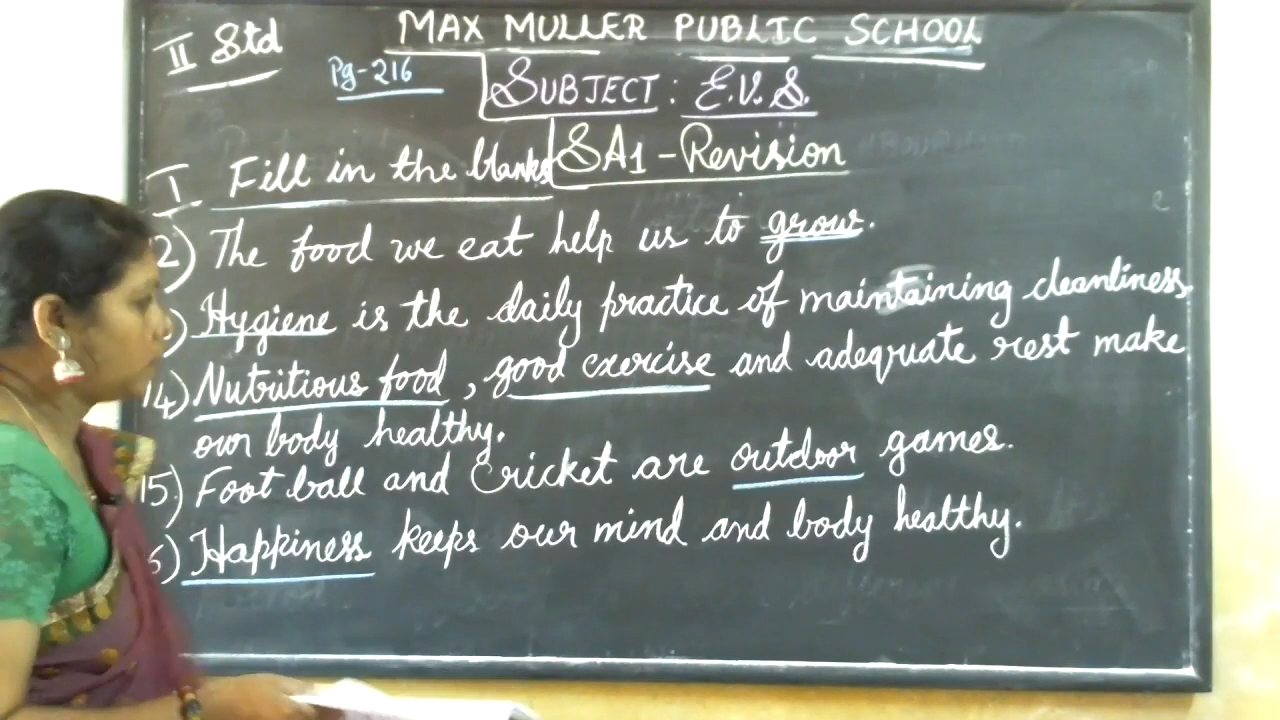 II Std
MAX MULLER PUBLIC SCHOOL
Pg-216
SUBJECT: E.V.S.
SA1-Revision
I. Fill in the blanks
2) The food we eat help us to grow.
) Hygiene is the daily practice of maintaining cleanliness.
14) Nutritious food, good exercise and adequate rest make
our body healthy.
15) Foot ball and Cricket are outdoor games.
6) Happiness keeps our mind and body healthy.